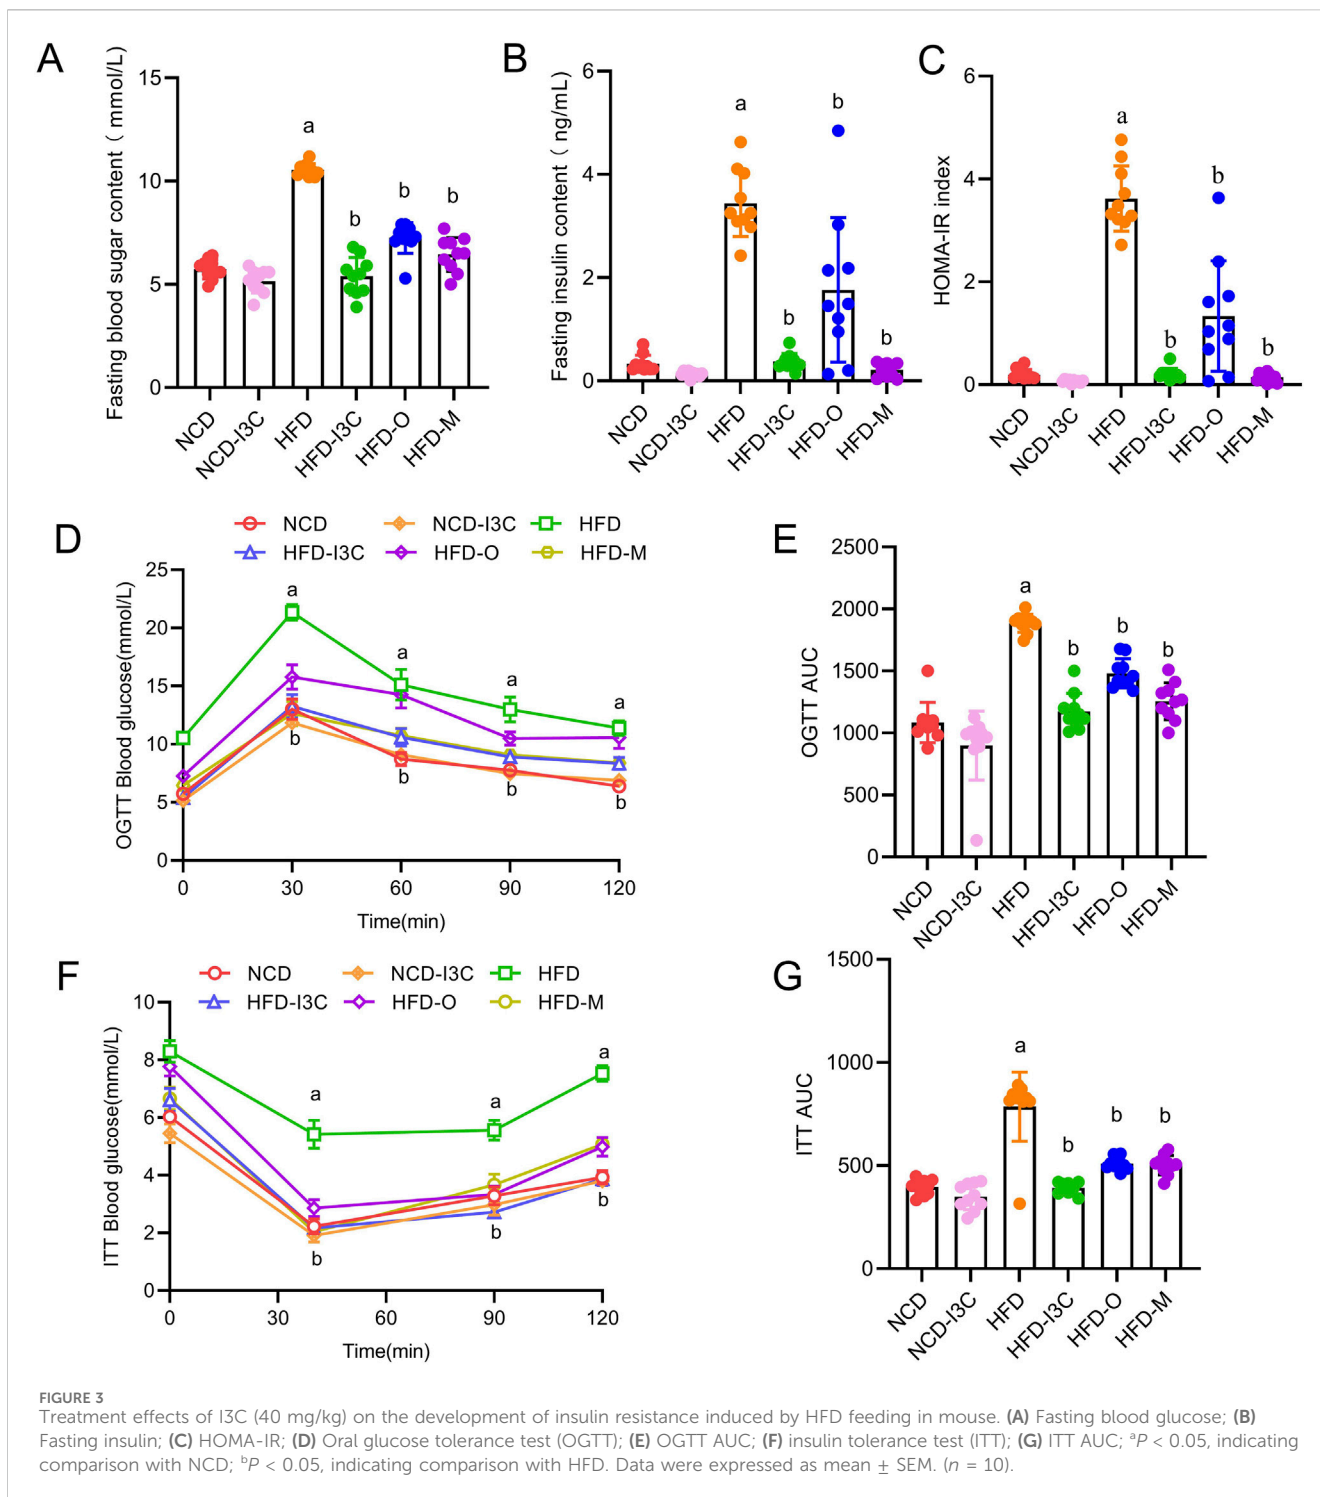 A
Fasting blood sugar content ( mmol/L)
15
10
5
0
a
b
b
b
NCD
NCD-I3C
HFD
HFD-I3C
HFD-O
HFD-M
B
Fasting insulin content ( ng/mL)
6
4
2
0
a
b
b
b
NCD
NCD-I3C
HFD
HFD-I3C
HFD-O
HFD-M
C
HOMA-IR index
6
4
2
0
a
b
b
b
NCD
NCD-I3C
HFD
HFD-I3C
HFD-O
HFD-M
D
NCD NCD-I3C HFD
HFD-I3C HFD-O HFD-M
OGTT Blood glucose(mmol/L)
25
20
15
10
5
0
a
a
a
a
b
b
b
b
0 30 60 90 120
Time(min)
E
OGTT AUC
2500
2000
1500
1000
500
0
a
b
b
b
NCD
NCD-I3C
HFD
HFD-I3C
HFD-O
HFD-M
F
NCD NCD-I3C HFD
HFD-I3C HFD-O HFD-M
ITT Blood glucose(mmol/L)
10
8
6
4
2
0
a
a
a
b
b
b
0 30 60 90 120
Time(min)
G
ITT AUC
1500
1000
500
0
a
b
b
b
NCD
NCD-I3C
HFD
HFD-I3C
HFD-O
HFD-M
FIGURE 3
Treatment effects of I3C (40 mg/kg) on the development of insulin resistance induced by HFD feeding in mouse. (A) Fasting blood glucose; (B)
Fasting insulin; (C) HOMA-IR; (D) Oral glucose tolerance test (OGTT); (E) OGTT AUC; (F) insulin tolerance test (ITT); (G) ITT AUC; ᵃP < 0.05, indicating
comparison with NCD; ᵇP < 0.05, indicating comparison with HFD. Data were expressed as mean ± SEM. (n = 10).